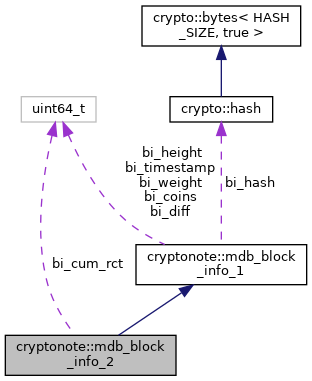 crypto::bytes< HASH
_SIZE, true >
uint64_t
crypto::hash
bi_height
bi_timestamp
bi_weight
bi_coins
bi_diff
bi_hash
cryptonote::mdb_block
_info_1
bi_cum_rct
cryptonote::mdb_block
_info_2